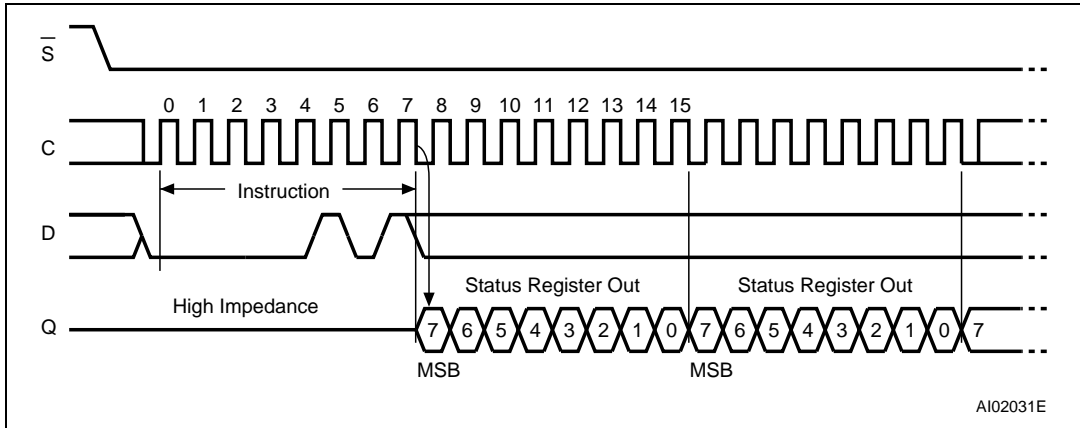 S
0 1 2 3 4 5 6 7 8 9 10 11 12 13 14 15
C
Instruction
D
Status Register Out Status Register Out
High Impedance
Q 7 6 5 4 3 2 1 0 7 6 5 4 3 2 1 0 7
MSB MSB
AI02031E